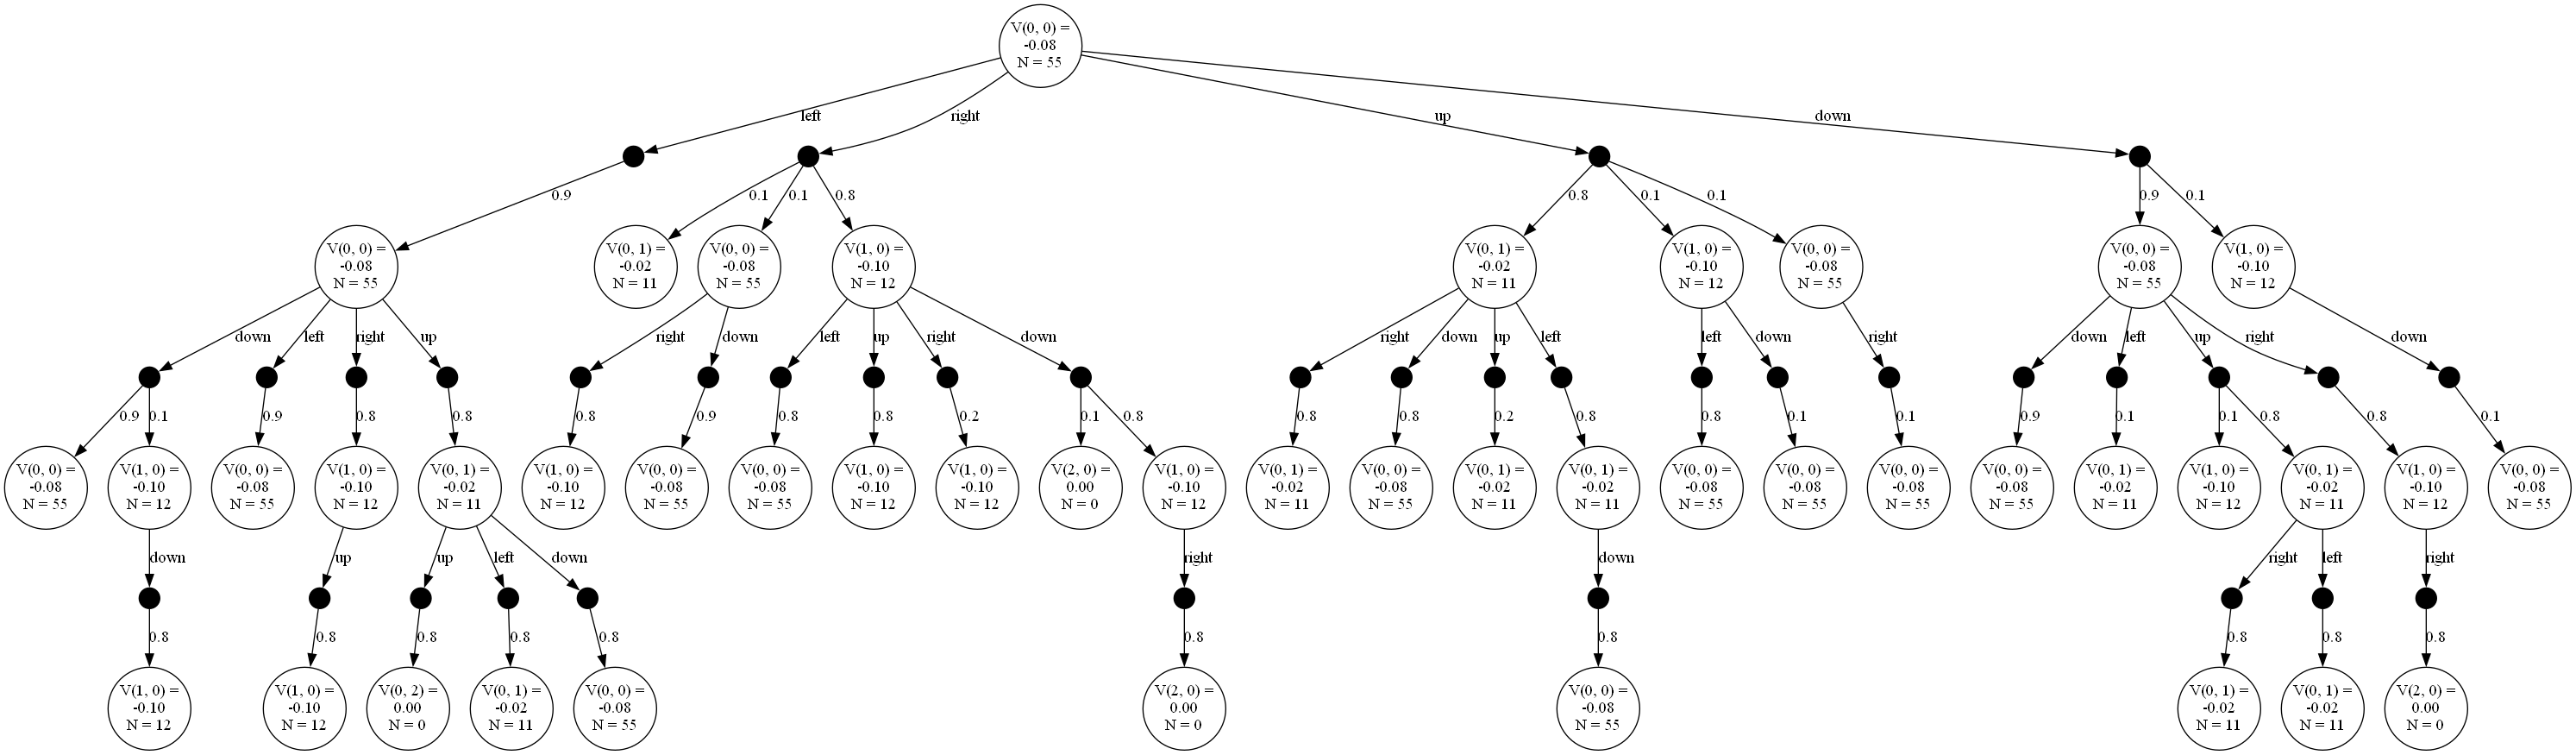 V(0, 0) =
-0.08
N = 55
left
right
up
down
0.9
0.1
0.1
0.8
0.8
0.1
0.1
0.9
0.1
V(0, 0) =
-0.08
N = 55
V(0, 1) =
-0.02
N = 11
V(0, 0) =
-0.08
N = 55
V(1, 0) =
-0.10
N = 12
V(0, 1) =
-0.02
N = 11
V(1, 0) =
-0.10
N = 12
V(0, 0) =
-0.08
N = 55
V(0, 0) =
-0.08
N = 55
V(1, 0) =
-0.10
N = 12
down
left
right
up
right
down
left
up
right
down
right
down
up
left
left
down
right
down
left
up
right
down
0.9
0.1
0.9
0.8
0.8
0.8
0.9
0.8
0.8
0.2
0.1
0.8
0.8
0.8
0.2
0.8
0.8
0.1
0.1
0.9
0.1
0.1
0.8
0.8
0.1
V(0, 0) =
-0.08
N = 55
V(1, 0) =
-0.10
N = 12
V(0, 0) =
-0.08
N = 55
V(1, 0) =
-0.10
N = 12
V(0, 1) =
-0.02
N = 11
V(1, 0) =
-0.10
N = 12
V(0, 0) =
-0.08
N = 55
V(0, 0) =
-0.08
N = 55
V(1, 0) =
-0.10
N = 12
V(1, 0) =
-0.10
N = 12
V(2, 0) =
0.00
N = 0
V(1, 0) =
-0.10
N = 12
V(0, 1) =
-0.02
N = 11
V(0, 0) =
-0.08
N = 55
V(0, 1) =
-0.02
N = 11
V(0, 1) =
-0.02
N = 11
V(0, 0) =
-0.08
N = 55
V(0, 0) =
-0.08
N = 55
V(0, 0) =
-0.08
N = 55
V(0, 0) =
-0.08
N = 55
V(0, 1) =
-0.02
N = 11
V(1, 0) =
-0.10
N = 12
V(0, 1) =
-0.02
N = 11
V(1, 0) =
-0.10
N = 12
V(0, 0) =
-0.08
N = 55
down
up
up
left
down
right
down
right
left
right
0.8
0.8
0.8
0.8
0.8
0.8
0.8
0.8
0.8
0.8
V(1, 0) =
-0.10
N = 12
V(1, 0) =
-0.10
N = 12
V(0, 2) =
0.00
N = 0
V(0, 1) =
-0.02
N = 11
V(0, 0) =
-0.08
N = 55
V(2, 0) =
0.00
N = 0
V(0, 0) =
-0.08
N = 55
V(0, 1) =
-0.02
N = 11
V(0, 1) =
-0.02
N = 11
V(2, 0) =
0.00
N = 0